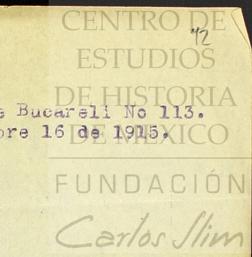 CENTRO DE
42
ESTUDIOS
DE HISTORIA
e Bucareli No 113.
bre 16 de 1915.
DE MÉXICO
FUNDACIÓN
Carlos Slim